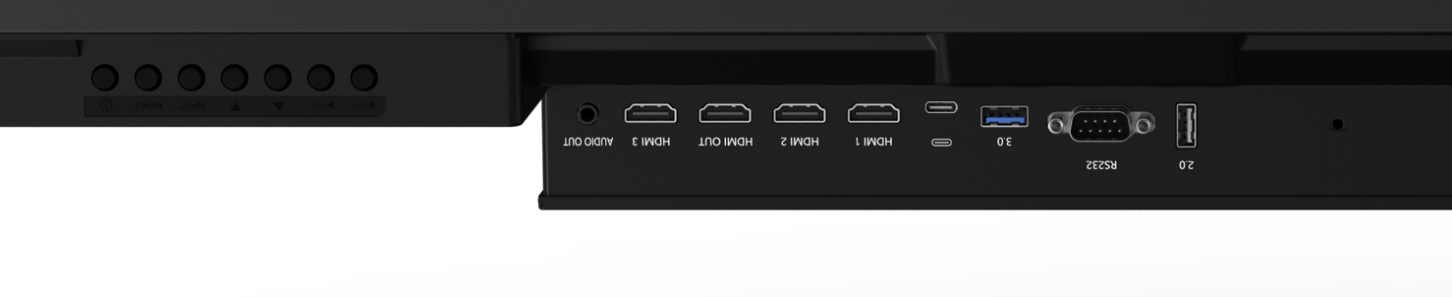 MENU
INPUT
AUDIO OUT
HDMI 3
HDMI OUT
HDMI 2
HDMI 1
3.0
RS232
2.0